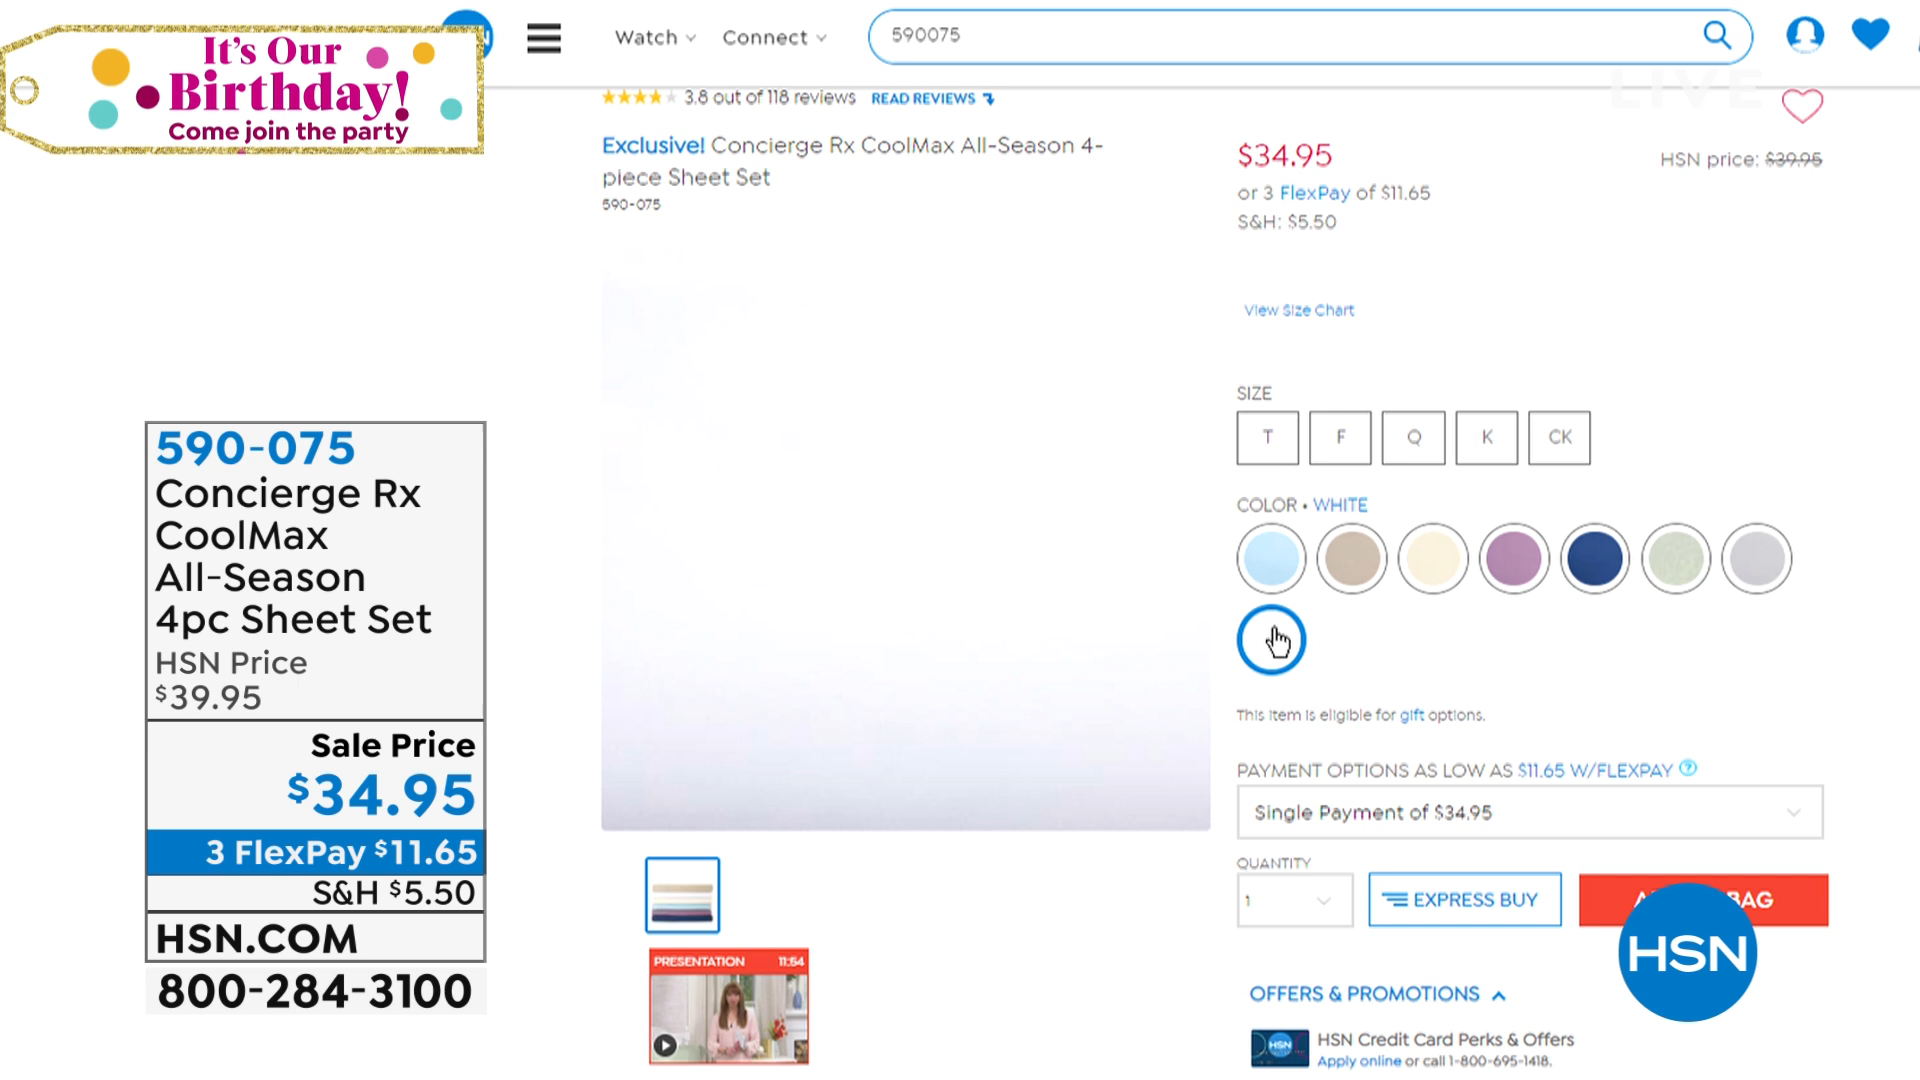 It's Our
Birthday!
Come join the party
Watch
Connect
590075
LIVE
3.8 out of 118 reviews
READ REVIEWS
Exclusive! Concierge Rx CoolMax All-Season 4-
piece Sheet Set
590-075
$34.95
HSN price: $39.95
or 3 FlexPay of $11.65
S&H: $5.50
View Size Chart
SIZE
T
F
Q
K
CK
COLOR • WHITE
This item is eligible for gift options.
PAYMENT OPTIONS AS LOW AS $11.65 W/FLEXPAY ?
Single Payment of $34.95
QUANTITY
1
EXPRESS BUY
BAG
HSN
OFFERS & PROMOTIONS
HSN
HSN Credit Card Perks & Offers
Apply online or call 1-800-695-1418.
PRESENTATION 11:54
590-075
Concierge Rx
CoolMax
All-Season
4pc Sheet Set
HSN Price
$39.95
Sale Price
$34.95
3 FlexPay $11.65
S&H $5.50
HSN.COM
800-284-3100